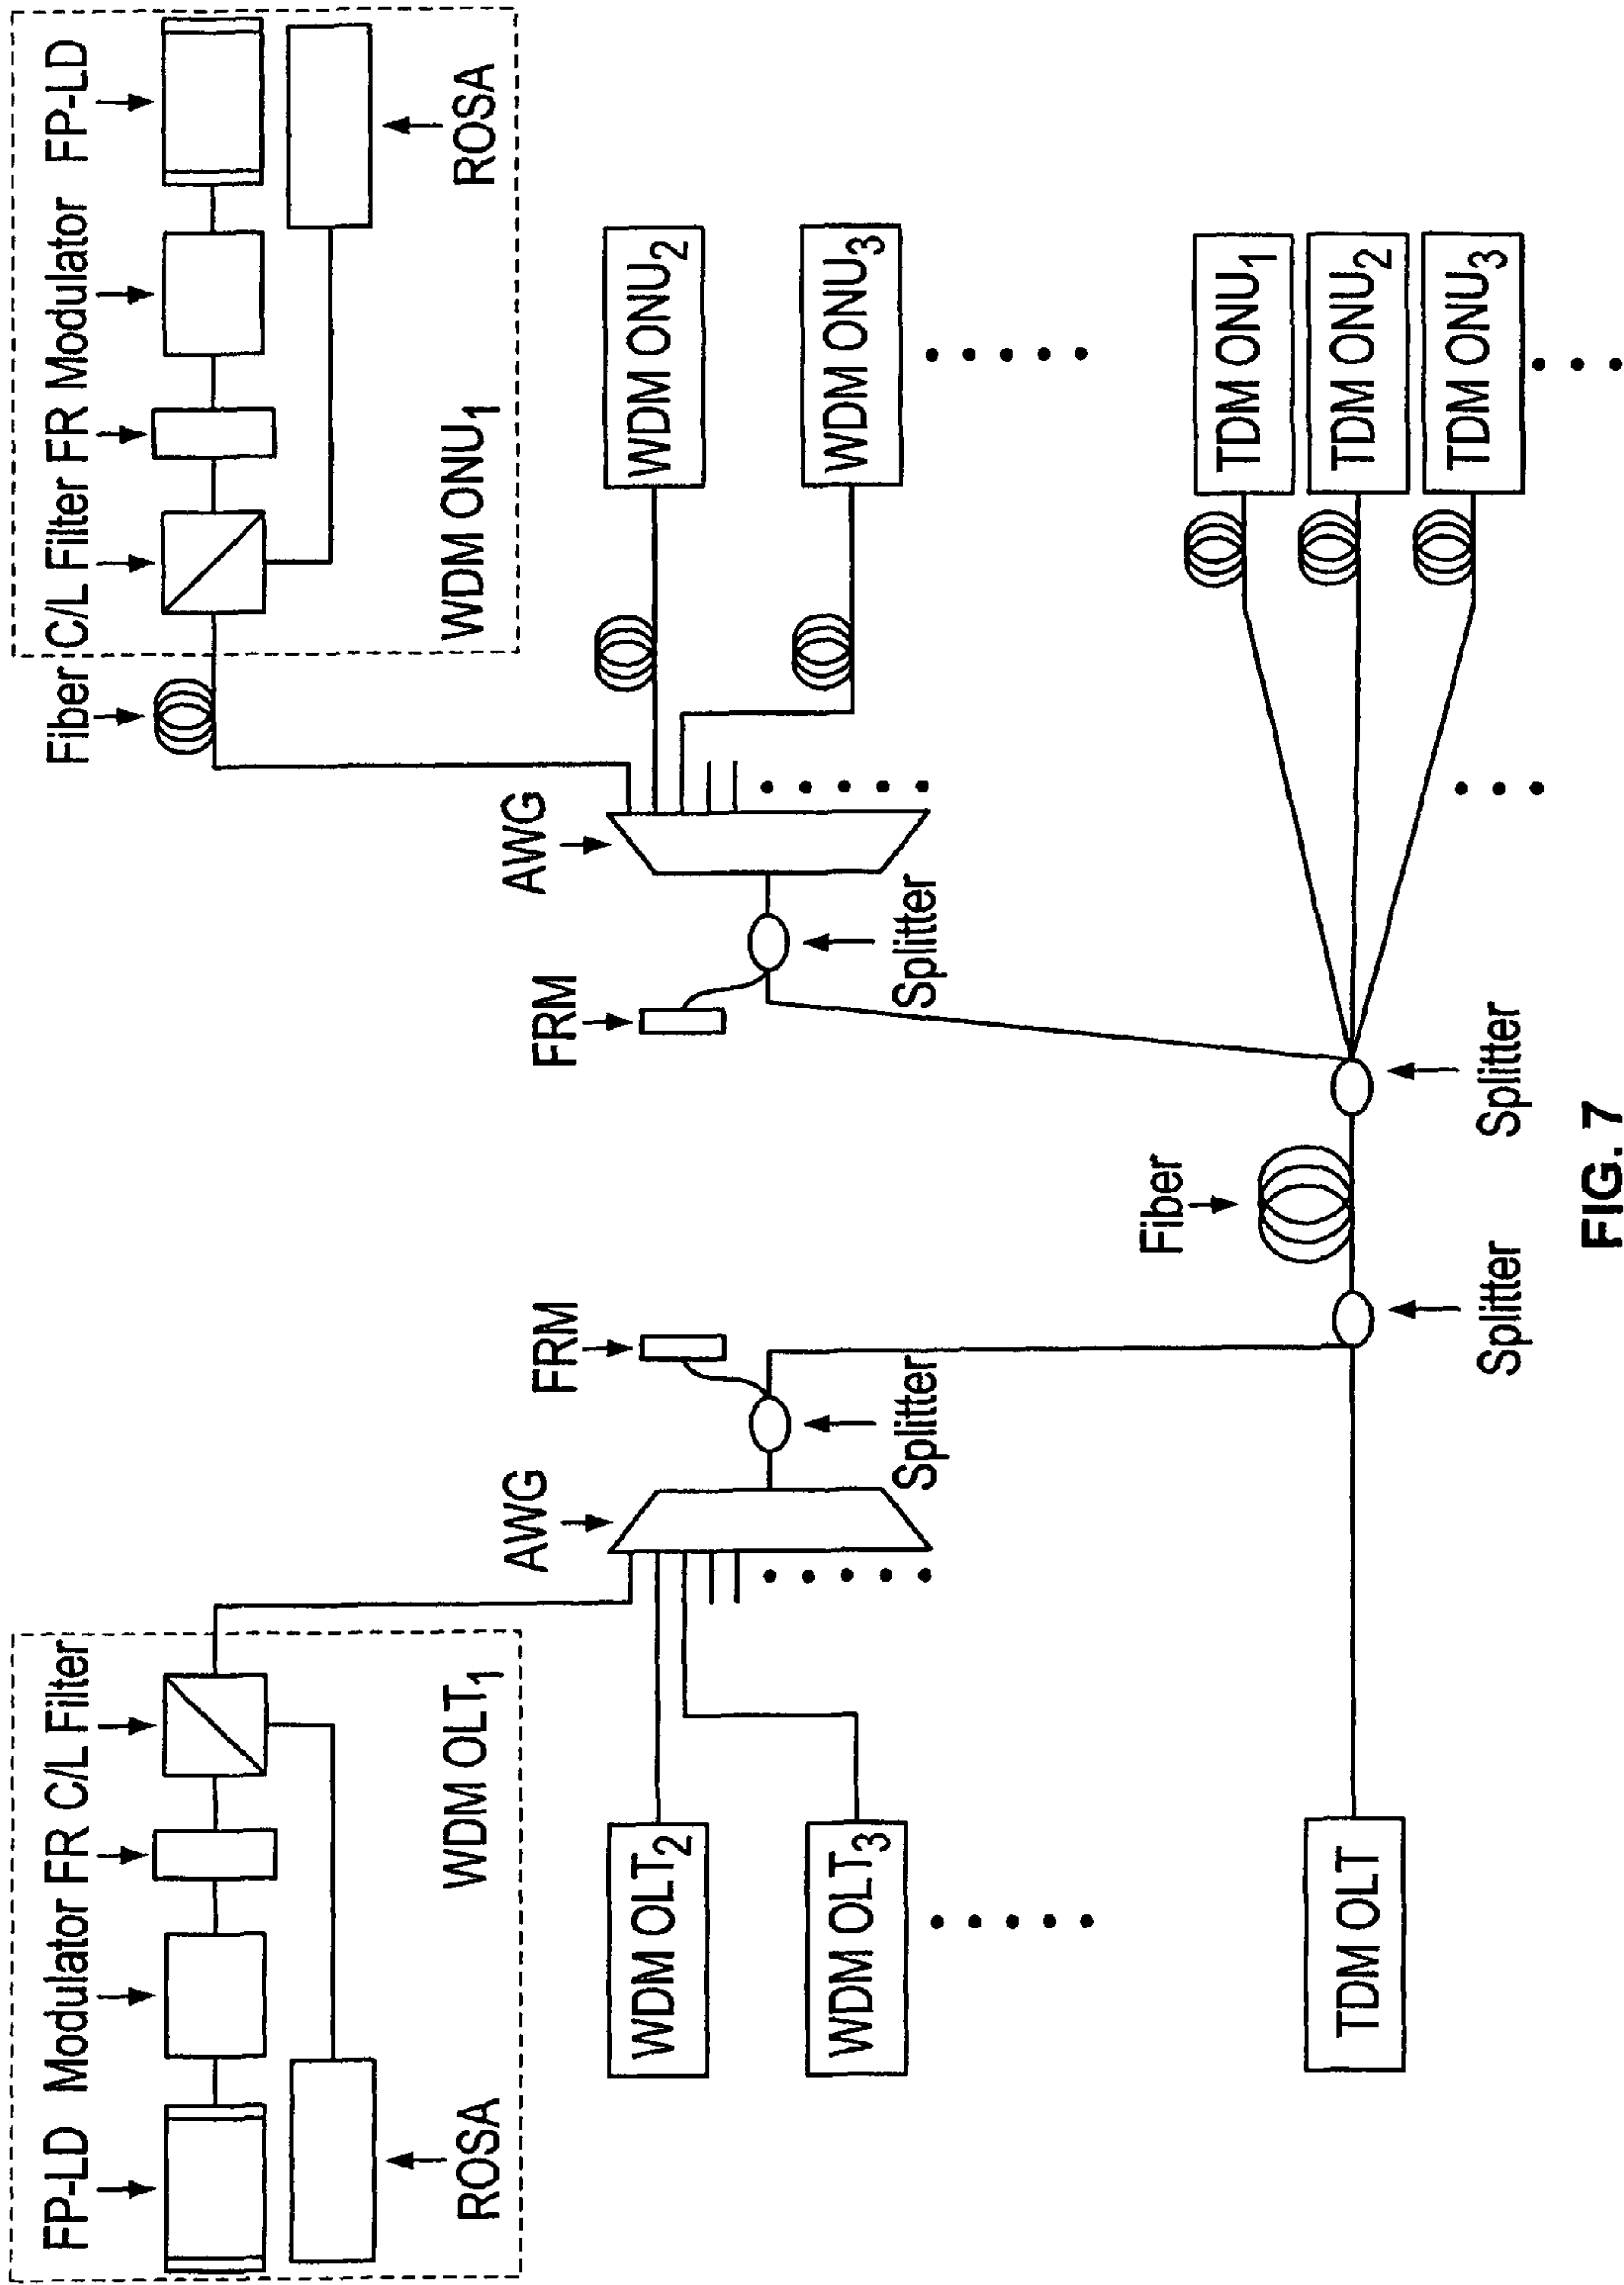 FP-LD Modulator FR C/L Filter
Fiber C/L Filter FR Modulator FP-LD
ROSA
WDM OLT1
WDM ONU1
ROSA
AWG
FRM
FRM
AWG
Splitter
Splitter
WDM OLT2
WDM ONU2
WDM OLT3
WDM ONU3
Fiber
TDM OLT
TDM ONU1
TDM ONU2
TDM ONU3
Splitter
Splitter
FIG. 7